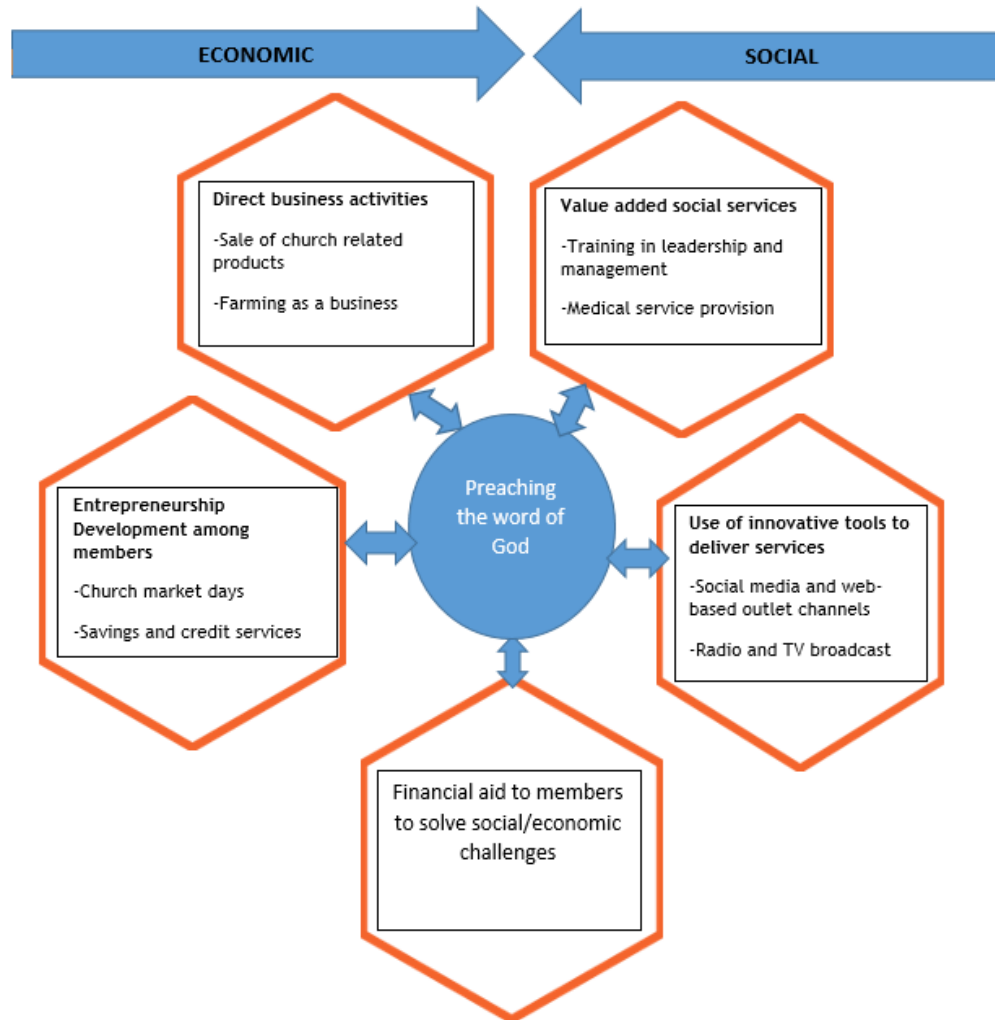 ECONOMIC
SOCIAL
Direct business activities
-Sale of church related
products
-Farming as a business
Value added social services
-Training in leadership and
management
-Medical service provision
Entrepreneurship
Development among
members
-Church market days
-Savings and credit services
Preaching
the word of
God
Use of innovative tools to
deliver services
-Social media and web-
based outlet channels
-Radio and TV broadcast
Financial aid to members
to solve social/economic
challenges